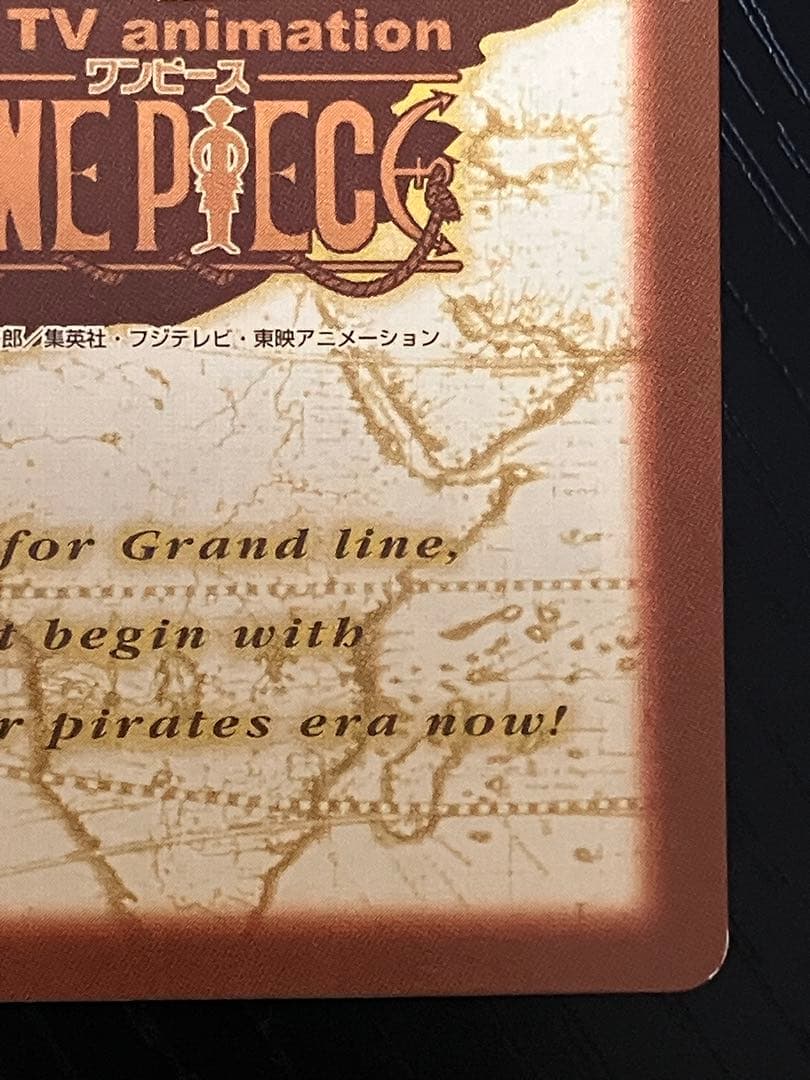 TV animation
ワンピース
NE PIECE
郎／集英社・フジテレビ・東映アニメーション
for Grand line,
t begin with
r pirates era now!